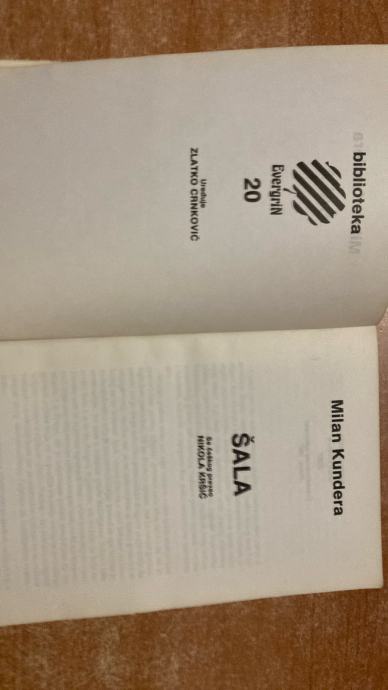 biblioteka
EvergriN
20
Uređuje
ZLATKO CRNKOVIĆ
Milan Kundera
ŠALA
Sa češkog preveo
NIKOLA KRŠIĆ